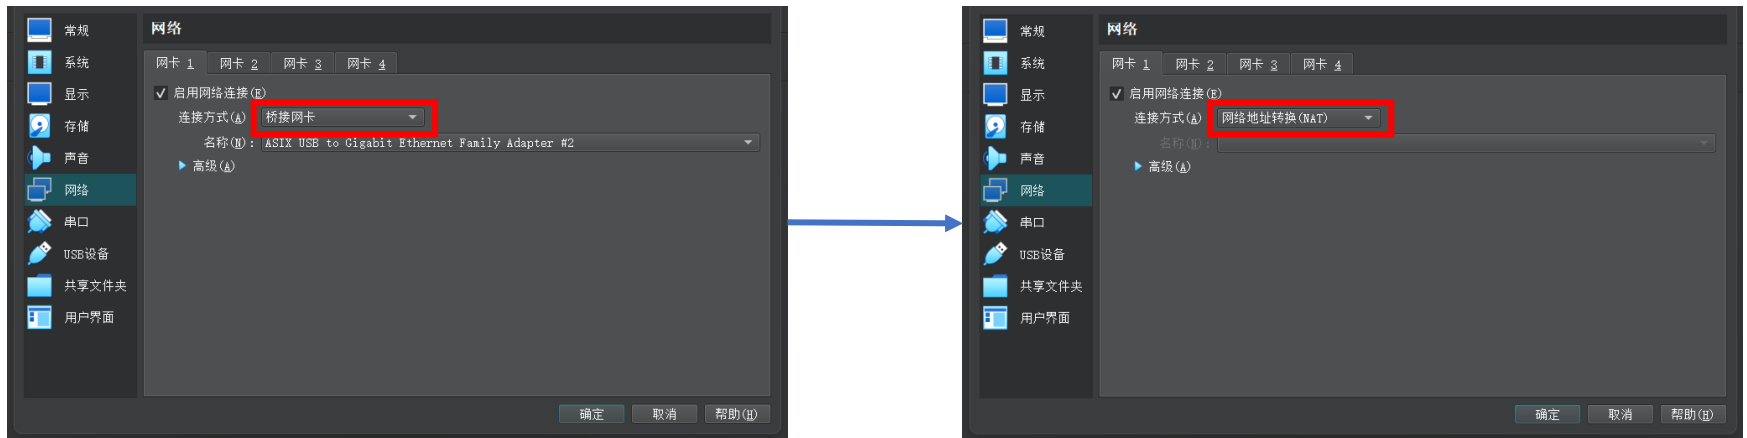 常规
系统
显示
存储
声音
网络
串口
USB设备
共享文件夹
用户界面
网络
网卡 1 网卡 2 网卡 3 网卡 4
启用网络连接(E)
连接方式(A) 桥接网卡
名称(N): ASIX USB to Gigabit Ethernet Family Adapter #2
高级(A)
确定 取消 帮助(H)
常规
系统
显示
存储
声音
网络
串口
USB设备
共享文件夹
用户界面
网络
网卡 1 网卡 2 网卡 3 网卡 4
启用网络连接(E)
连接方式(A) 网络地址转换(NAT)
名称(N):
高级(A)
确定 取消 帮助(H)